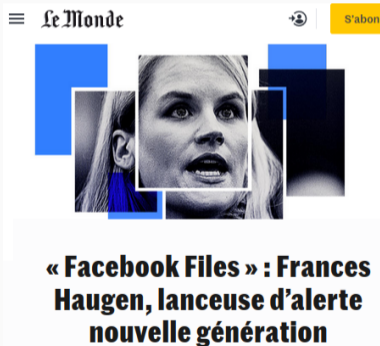 Le Monde
S'abon
« Facebook Files » : Frances
Haugen, lanceuse d’alerte
nouvelle génération